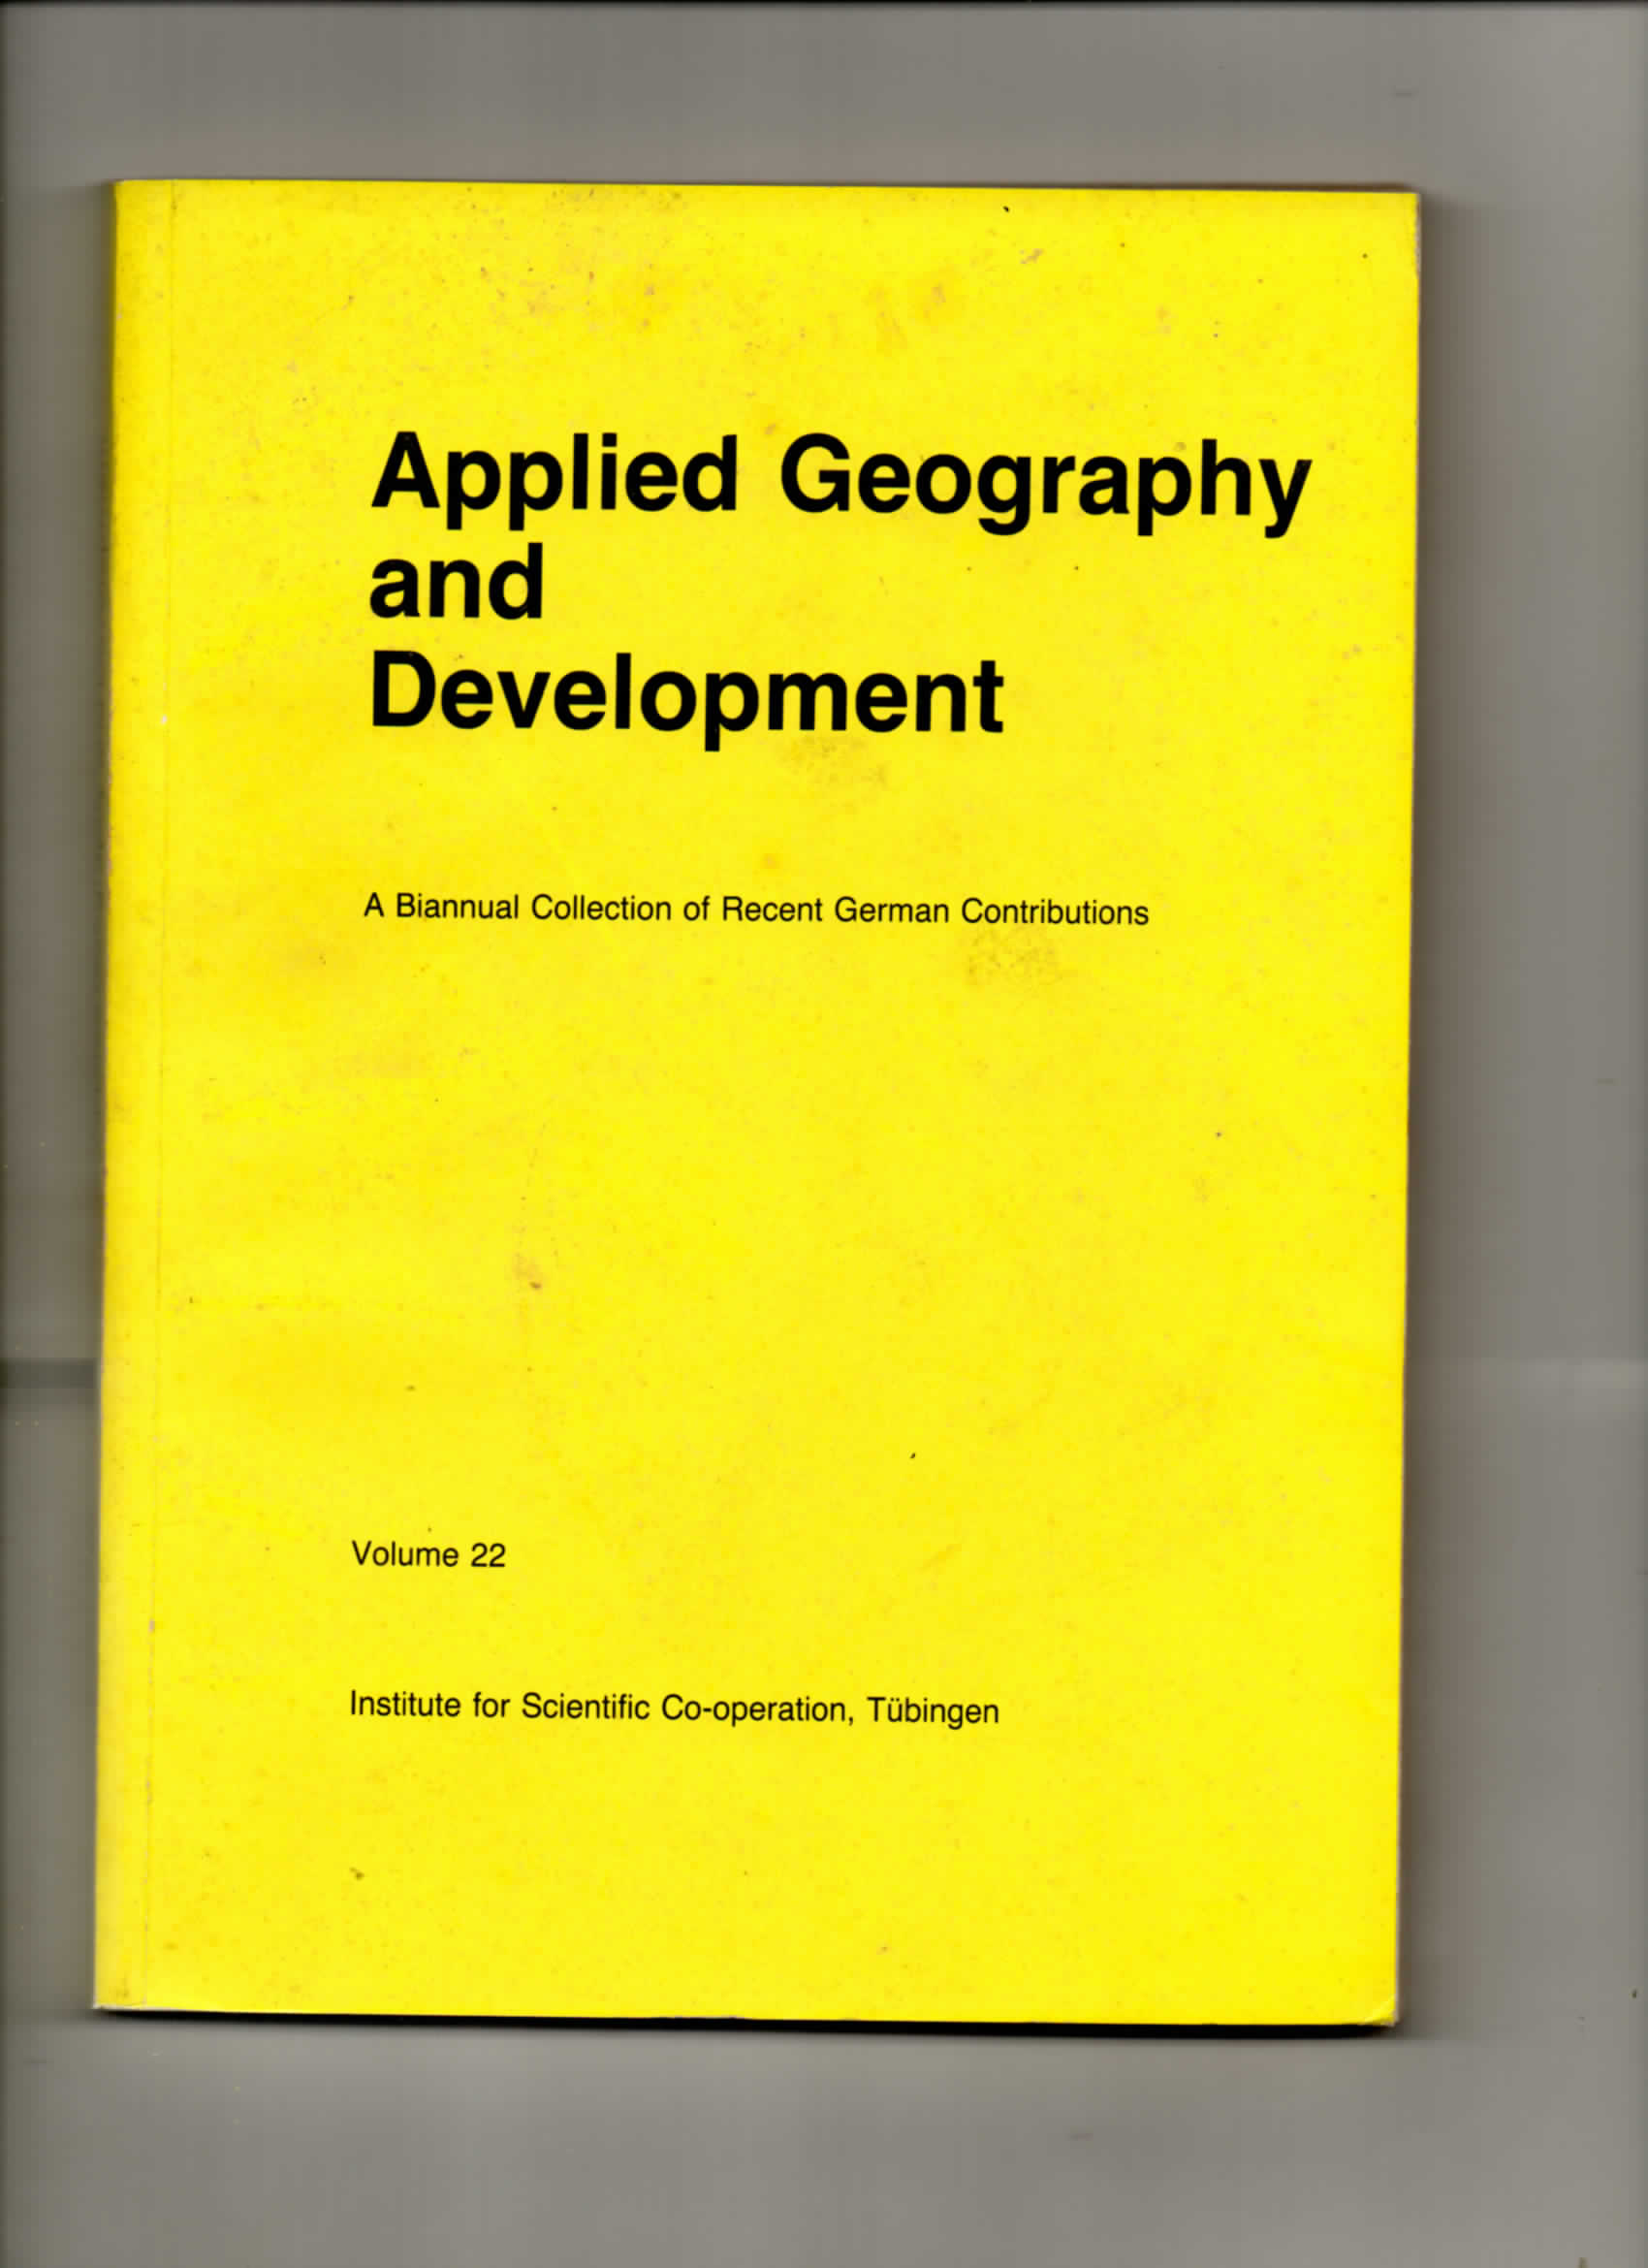 Applied Geography
and
Development
A Biannual Collection of Recent German Contributions
Volume 22
Institute for Scientific Co-operation, Tübingen